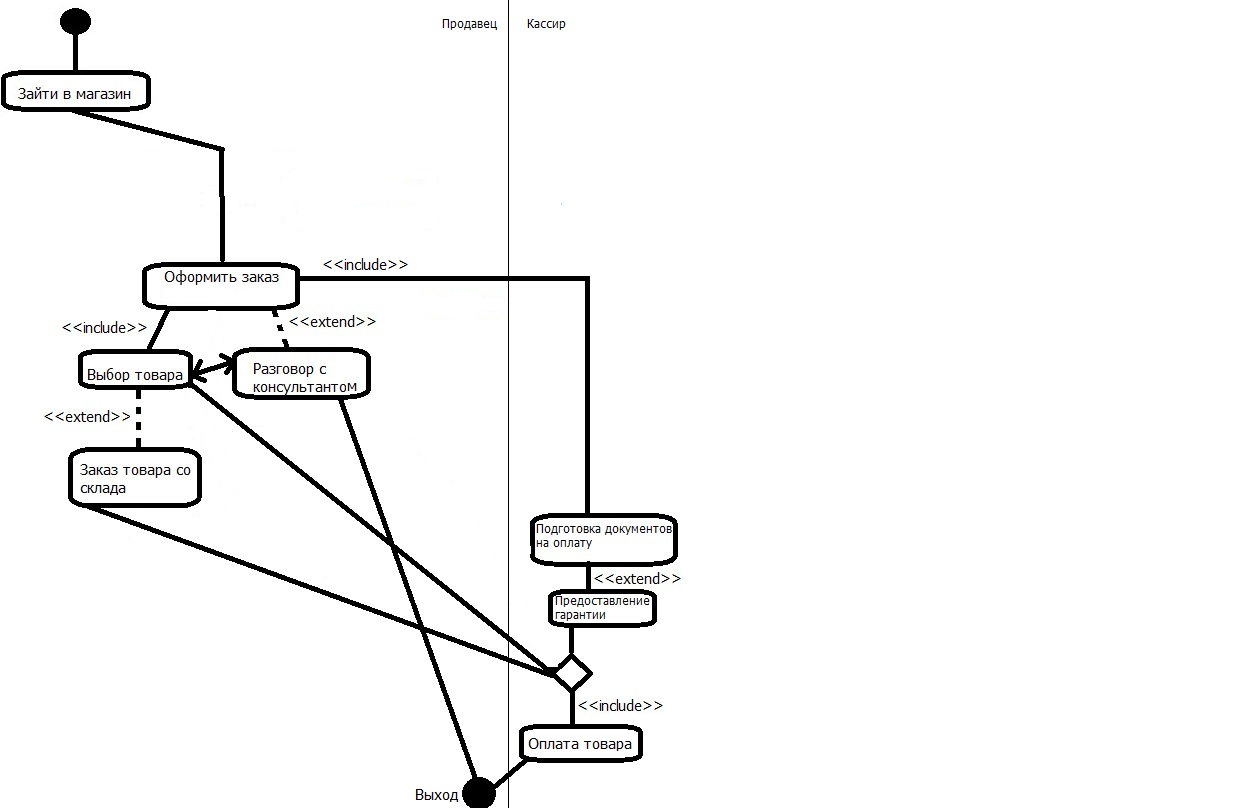 Продавец
Кассир
Зайти в магазин
Оформить заказ
<<include>>
<<include>>
<<extend>>
Выбор товара
Разговор с
консультантом
<<extend>>
Заказ товара со
склада
Подготовка документов
на оплату
<<extend>>
Предоставление
гарантии
<<include>>
Оплата товара
Выход